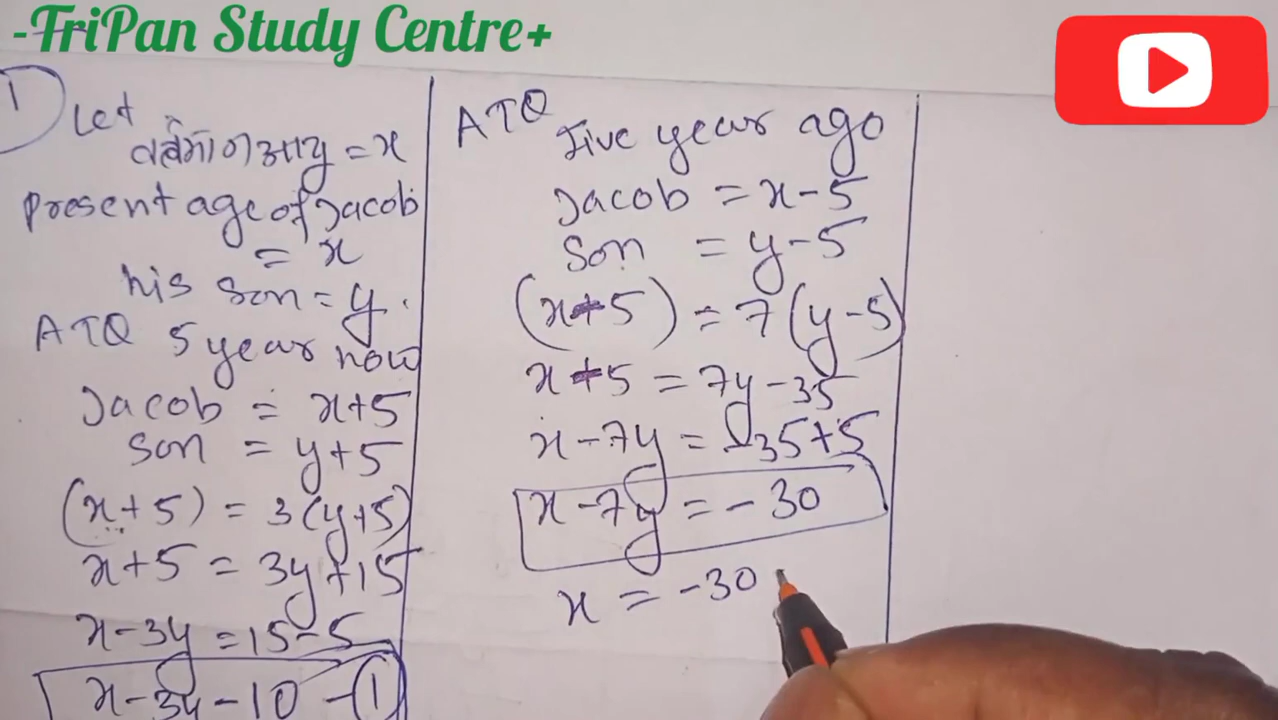 -TriPan Study Centre+
1
Let
वर्तमान आयु = x
present age of Jacob
= x
his son = y.
ATQ 5 year now
Jacob = x+5
son = y+5
(x+5) = 3(y+5)
x+5 = 3y+15
x-3y = 15-5
x-3y-10 -(1)
ATQ
five year ago
Jacob = x-5
son = y-5
(x-5) = 7(y-5)
x-5 = 7y-35
x-7y = -35+5
x-7y = -30
x = -30